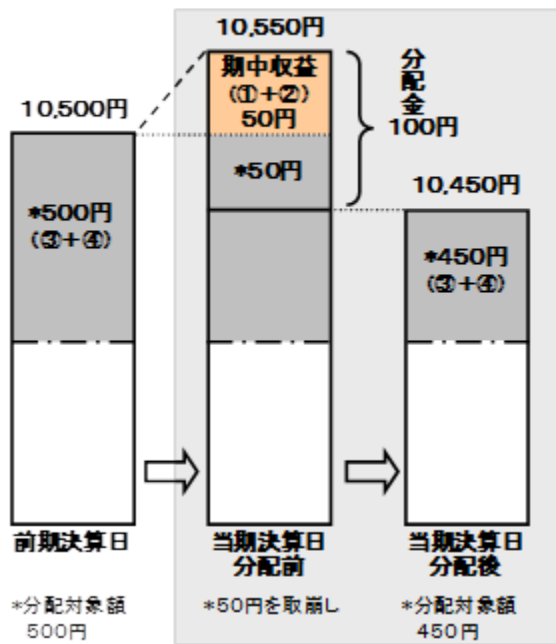 10,550円
期中収益
(①+②)
50円
分配金
100円
10,500円
*50円
10,450円
*500円
(③+④)
*450円
(③+④)
前期決算日
当期決算日
分配前
当期決算日
分配後
*分配対象額
500円
*50円を取崩し
*分配対象額
450円